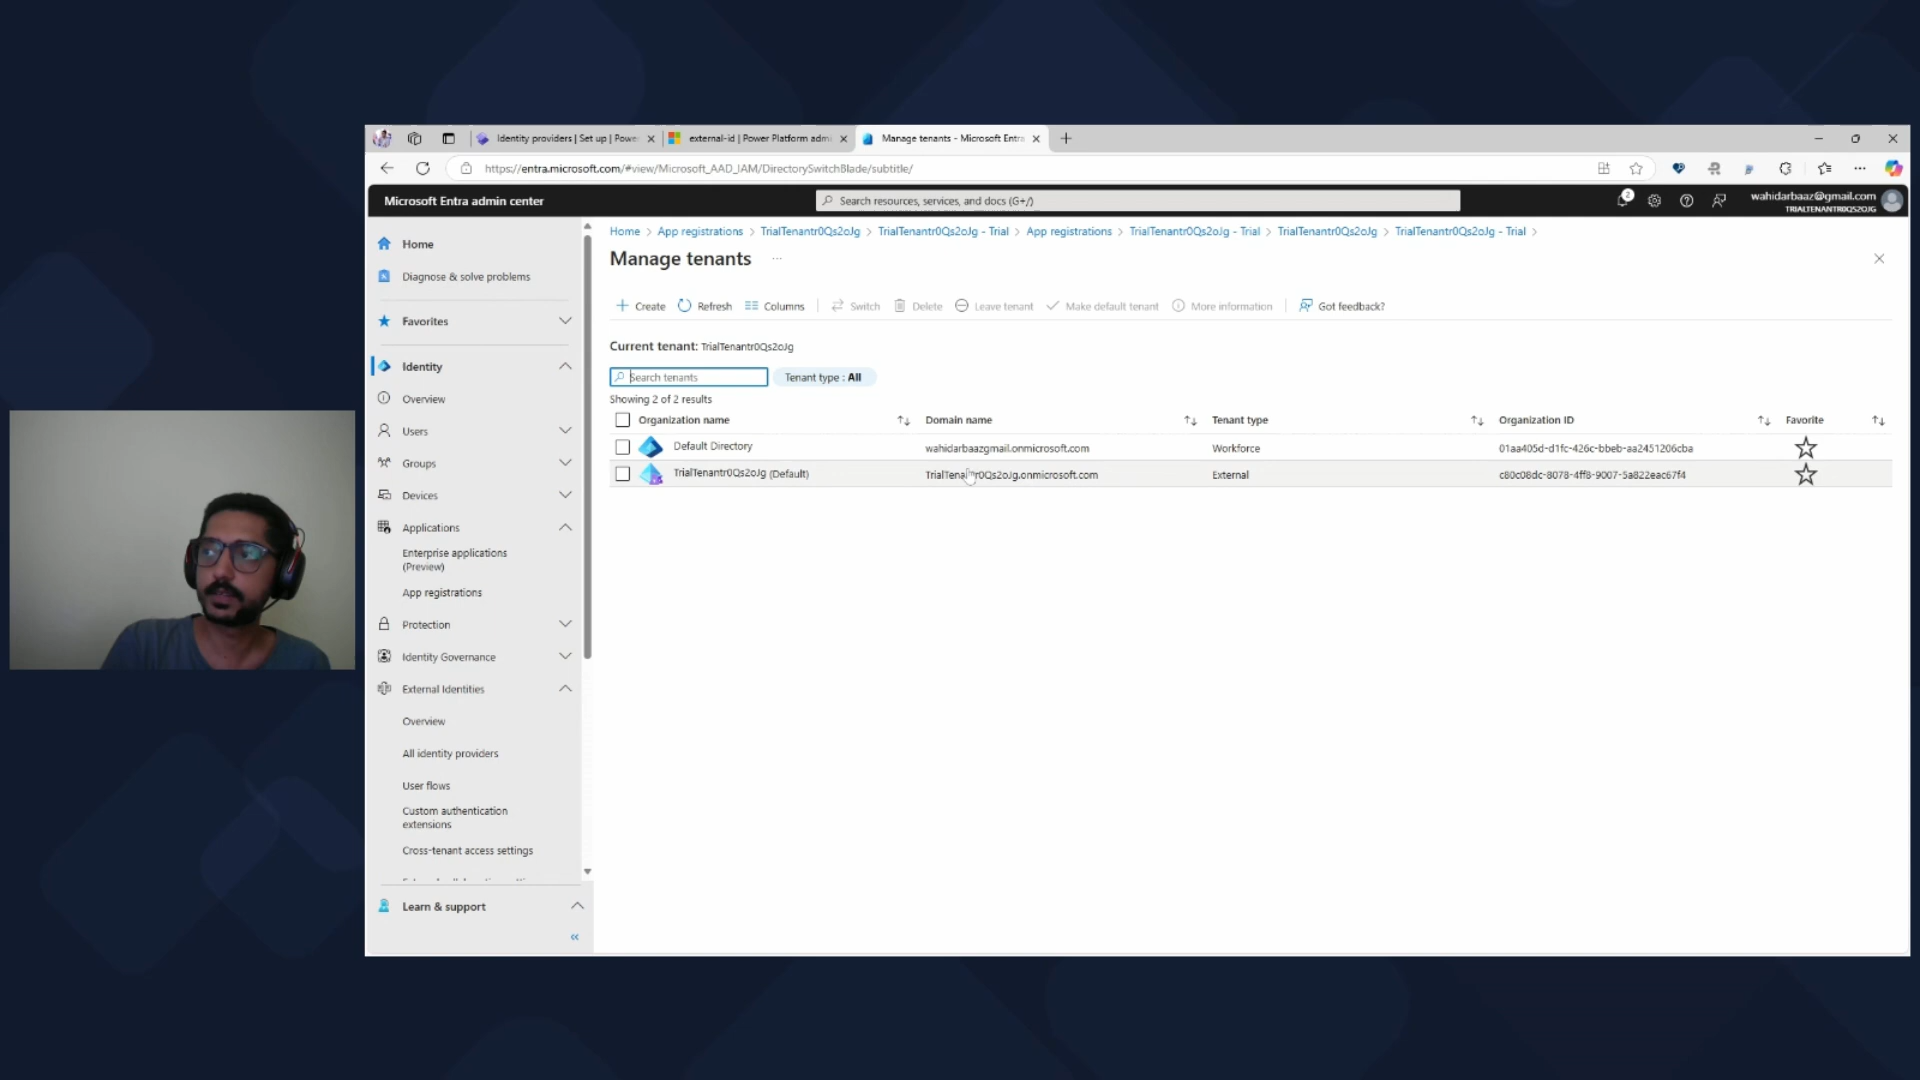 Identity providers | Set up | Power
external-id | Power Platform admi
Manage tenants - Microsoft Entra
https://entra.microsoft.com/#view/Microsoft_AAD_IAM/DirectorySwitchBlade/subtitle/
Microsoft Entra admin center
Search resources, services, and docs (G+/)
2
wahidarbaaz@gmail.com
TRIALTENANTR0QS2OJG
Home
Diagnose & solve problems
Favorites
Identity
Overview
Users
Groups
Devices
Applications
Enterprise applications
(Preview)
App registrations
Protection
Identity Governance
External Identities
Overview
All identity providers
User flows
Custom authentication
extensions
Cross-tenant access settings
Learn & support
Home > App registrations > TrialTenantr0Qs2oJg > TrialTenantr0Qs2oJg - Trial > App registrations > TrialTenantr0Qs2oJg - Trial > TrialTenantr0Qs2oJg > TrialTenantr0Qs2oJg - Trial >
Manage tenants ...
Create Refresh Columns Switch Delete Leave tenant Make default tenant More information Got feedback?
Current tenant: TrialTenantr0Qs2oJg
Search tenants Tenant type : All
Showing 2 of 2 results
Organization name Domain name Tenant type Organization ID Favorite
Default Directory wahidarbaazgmail.onmicrosoft.com Workforce 01aa405d-d1fc-426c-bbeb-aa2451206cba
TrialTenantr0Qs2oJg (Default) TrialTenantr0Qs2oJg.onmicrosoft.com External c80c08dc-8078-4ff8-9007-5a822eac67f4